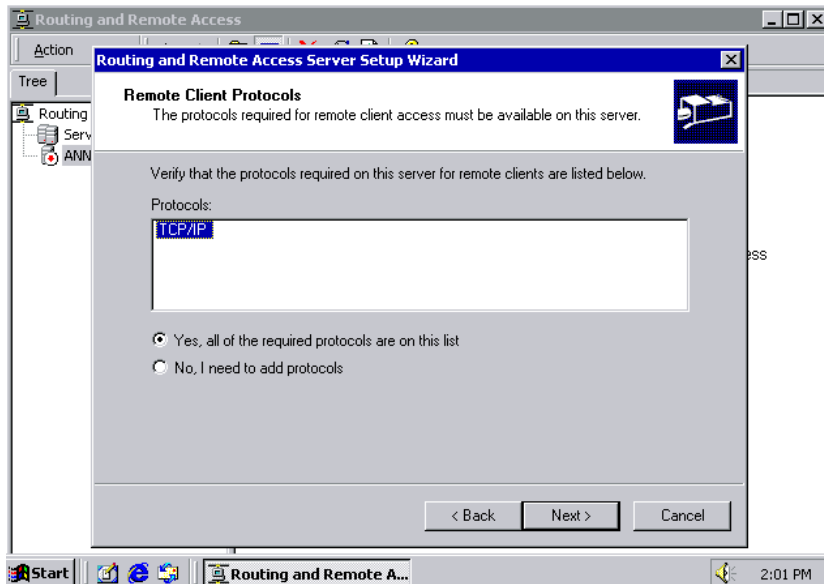 Routing and Remote Access
Action
Tree
Routing
Serv
ANN
ess
Routing and Remote Access Server Setup Wizard
Remote Client Protocols
The protocols required for remote client access must be available on this server.
Verify that the protocols required on this server for remote clients are listed below.
Protocols:
TCP/IP
Yes, all of the required protocols are on this list
No, I need to add protocols
< Back Next > Cancel
Start Routing and Remote A... 2:01 PM